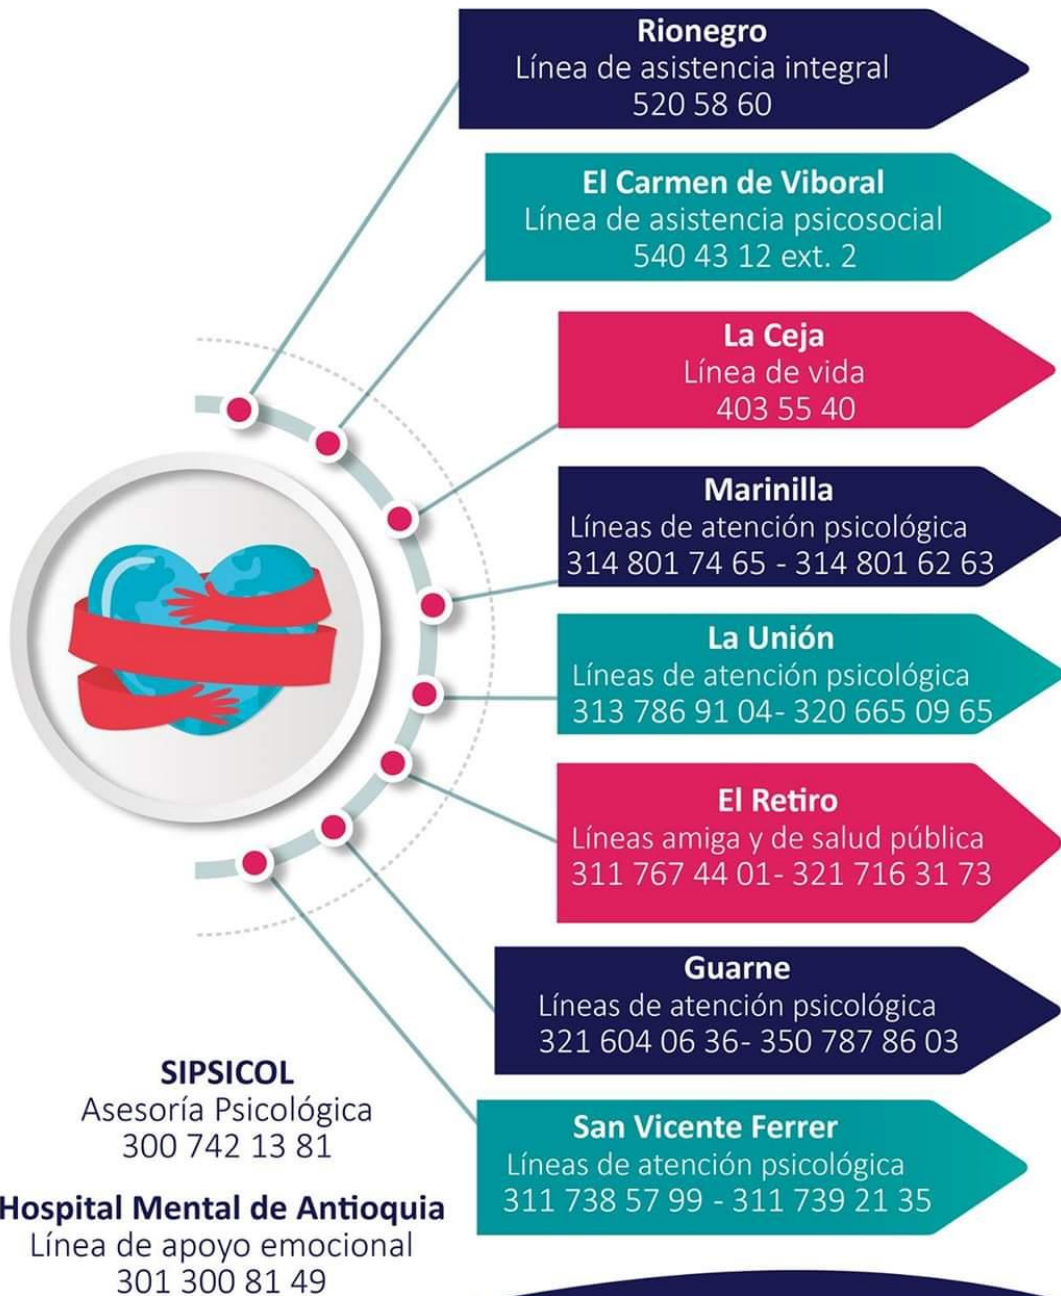 Rionegro
Línea de asistencia integral
520 58 60
El Carmen de Viboral
Línea de asistencia psicosocial
540 43 12 ext. 2
La Ceja
Línea de vida
403 55 40
Marinilla
Líneas de atención psicológica
314 801 74 65 - 314 801 62 63
La Unión
Líneas de atención psicológica
313 786 91 04- 320 665 09 65
El Retiro
Líneas amiga y de salud pública
311 767 44 01- 321 716 31 73
Guarne
Líneas de atención psicológica
321 604 06 36- 350 787 86 03
San Vicente Ferrer
Líneas de atención psicológica
311 738 57 99 - 311 739 21 35
SIPSICOL
Asesoría Psicológica
300 742 13 81
Hospital Mental de Antioquia
Línea de apoyo emocional
301 300 81 49